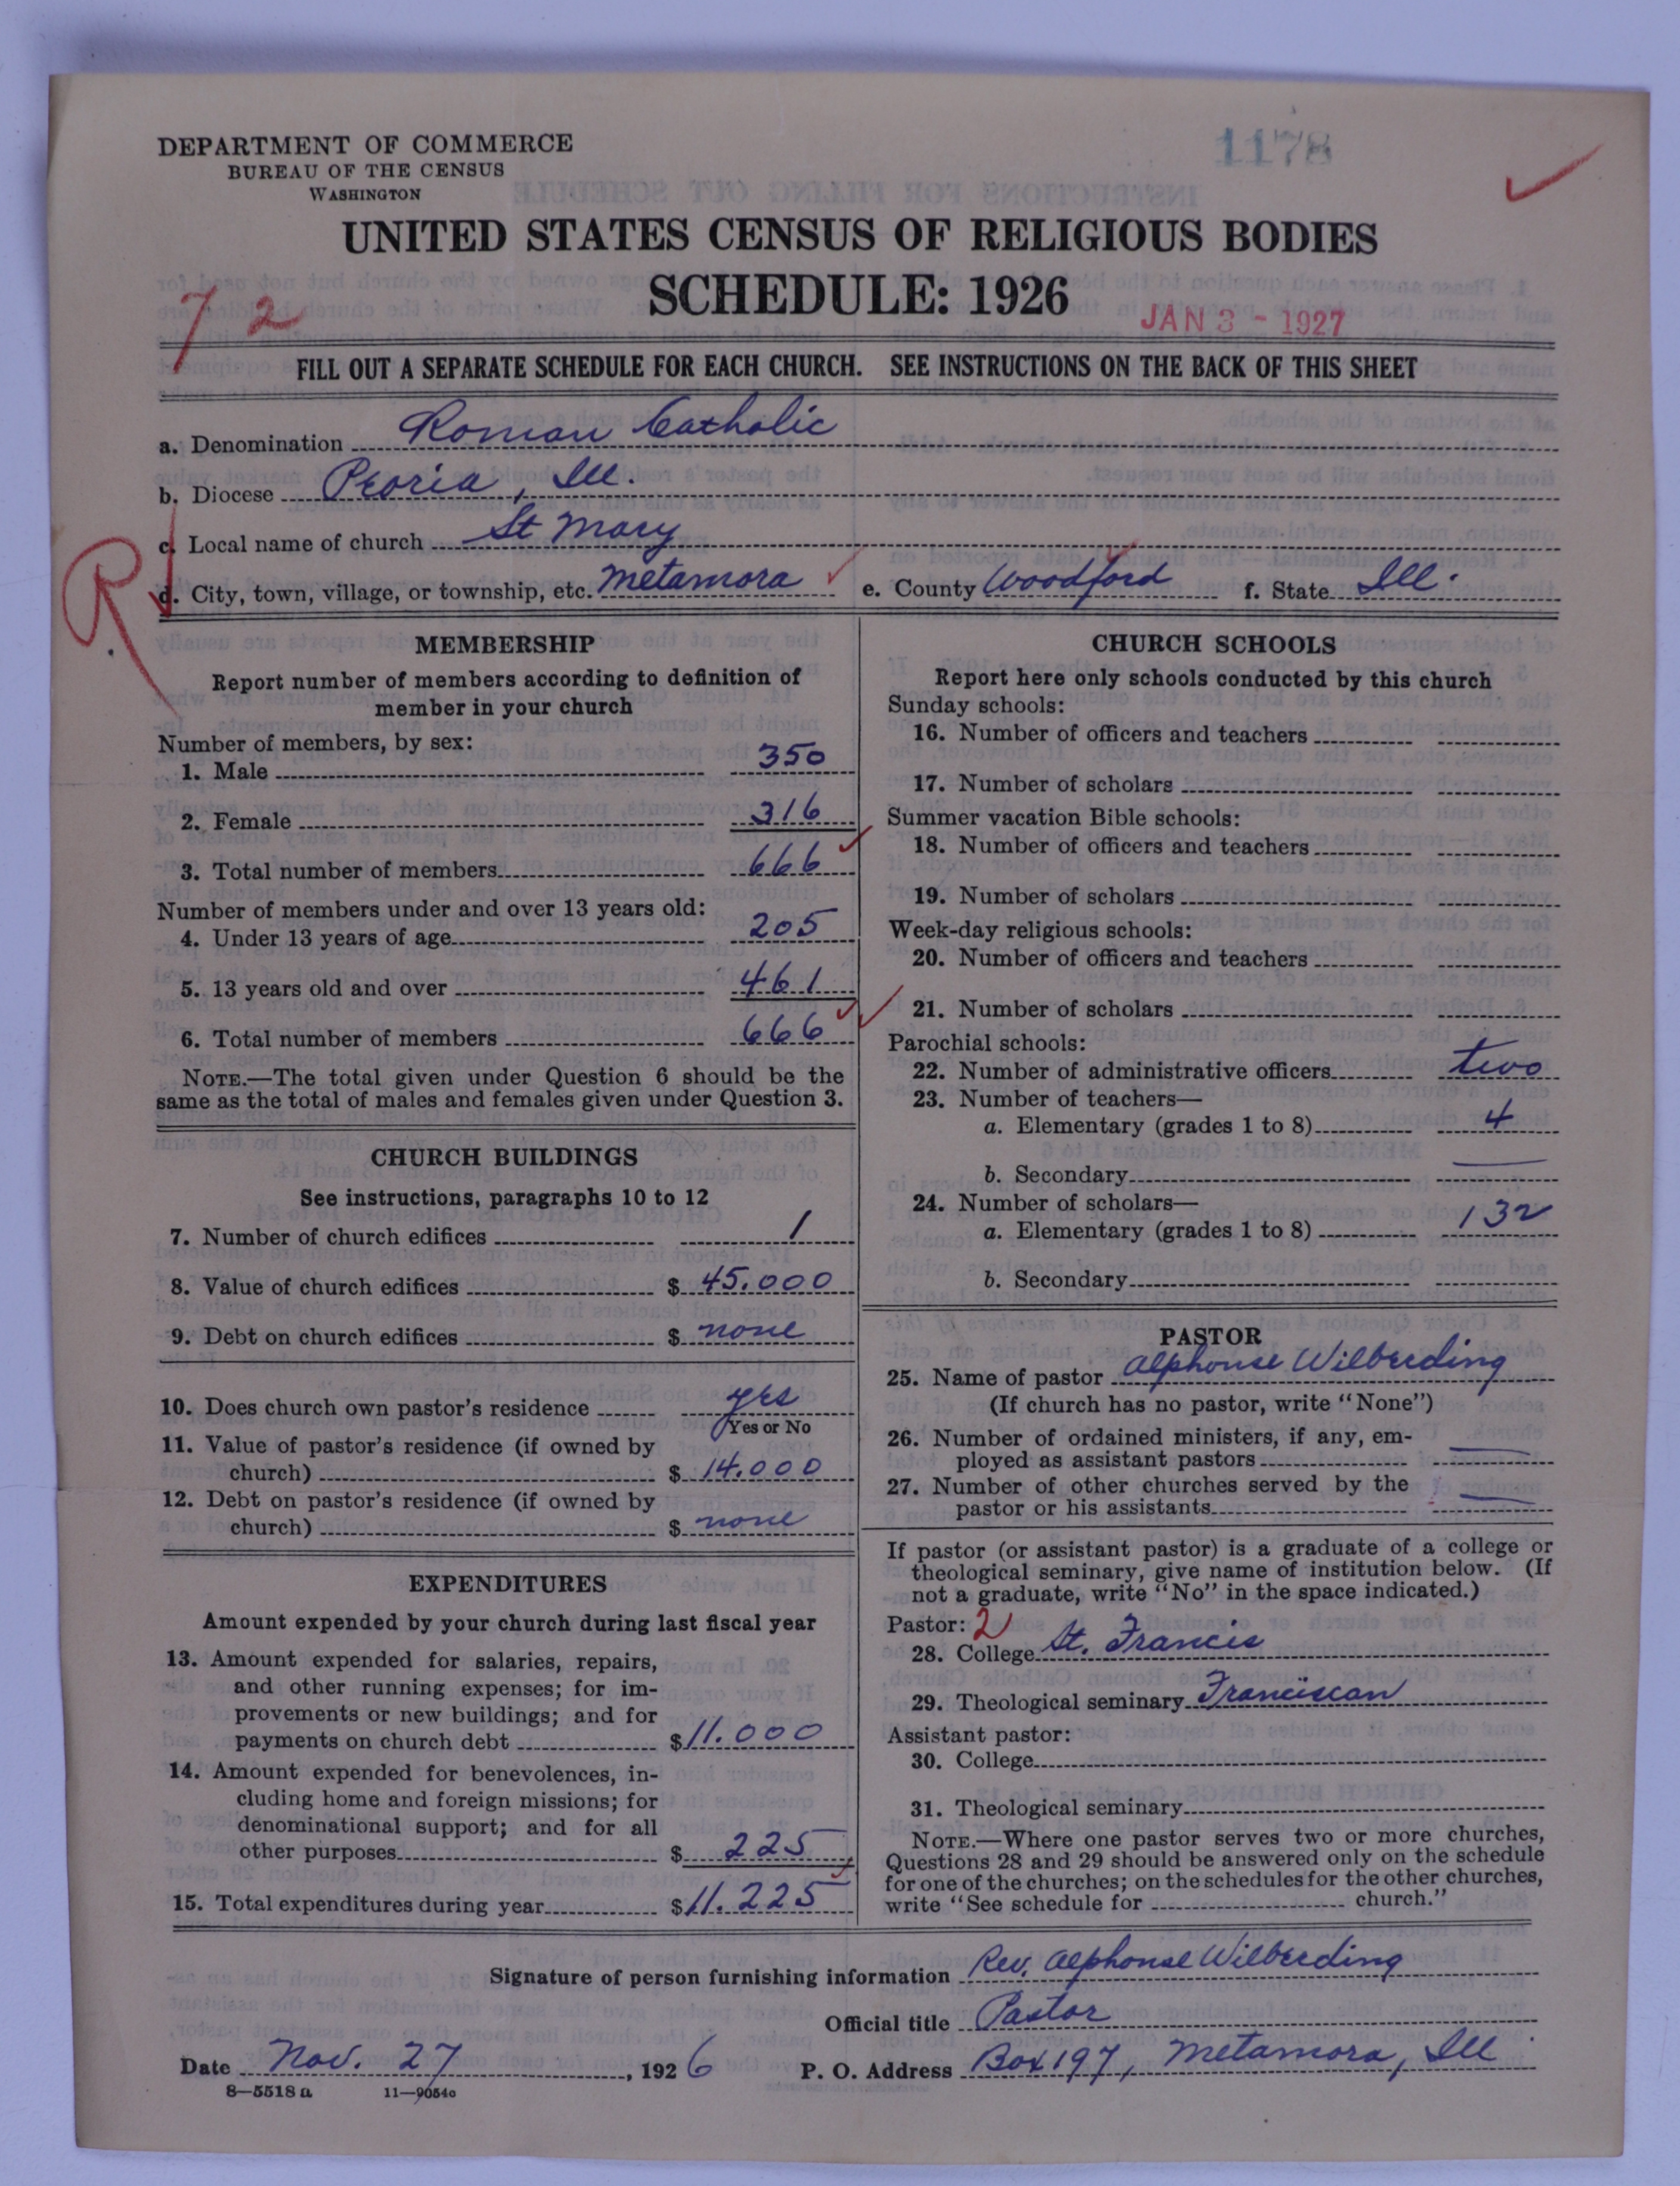 DEPARTMENT OF COMMERCE
BUREAU OF THE CENSUS
WASHINGTON
1178
UNITED STATES CENSUS OF RELIGIOUS BODIES
SCHEDULE: 1926
72
JAN 3 - 1927
FILL OUT A SEPARATE SCHEDULE FOR EACH CHURCH. SEE INSTRUCTIONS ON THE BACK OF THIS SHEET
a. Denomination Roman Catholic
b. Diocese Peoria, Ill.
c. Local name of church St Mary
R
d. City, town, village, or township, etc. Metamora e. County Woodford f. State Ill.
MEMBERSHIP
Report number of members according to definition of
member in your church
Number of members, by sex:
1. Male 350
2. Female 316
3. Total number of members 666
Number of members under and over 13 years old:
4. Under 13 years of age 205
5. 13 years old and over 461
6. Total number of members 666
NOTE.—The total given under Question 6 should be the
same as the total of males and females given under Question 3.
CHURCH BUILDINGS
See instructions, paragraphs 10 to 12
7. Number of church edifices 1
8. Value of church edifices $ 45.000
9. Debt on church edifices $ none
10. Does church own pastor's residence yes
Yes or No
11. Value of pastor's residence (if owned by
church) $ 14.000
12. Debt on pastor's residence (if owned by
church) $ none
EXPENDITURES
Amount expended by your church during last fiscal year
13. Amount expended for salaries, repairs,
and other running expenses; for im-
provements or new buildings; and for
payments on church debt $ 11.000
14. Amount expended for benevolences, in-
cluding home and foreign missions; for
denominational support; and for all
other purposes $ 225
15. Total expenditures during year $ 11.225
CHURCH SCHOOLS
Report here only schools conducted by this church
Sunday schools:
16. Number of officers and teachers
17. Number of scholars
Summer vacation Bible schools:
18. Number of officers and teachers
19. Number of scholars
Week-day religious schools:
20. Number of officers and teachers
21. Number of scholars
Parochial schools:
22. Number of administrative officers two
23. Number of teachers—
a. Elementary (grades 1 to 8) 4
b. Secondary —
24. Number of scholars—
a. Elementary (grades 1 to 8) 132
b. Secondary
PASTOR
25. Name of pastor Alphonse Wilberding
(If church has no pastor, write "None")
26. Number of ordained ministers, if any, em-
ployed as assistant pastors —
27. Number of other churches served by the
pastor or his assistants —
If pastor (or assistant pastor) is a graduate of a college or
theological seminary, give name of institution below. (If
not a graduate, write "No" in the space indicated.)
Pastor: 2
28. College St. Francis
29. Theological seminary Franciscan
Assistant pastor:
30. College
31. Theological seminary
NOTE.—Where one pastor serves two or more churches,
Questions 28 and 29 should be answered only on the schedule
for one of the churches; on the schedules for the other churches,
write "See schedule for church."
Signature of person furnishing information Rev. Alphonse Wilberding
Official title Pastor
Date Nov. 27, 1926 P. O. Address Box 197, Metamora, Ill.
8—5518 a 11—9054a